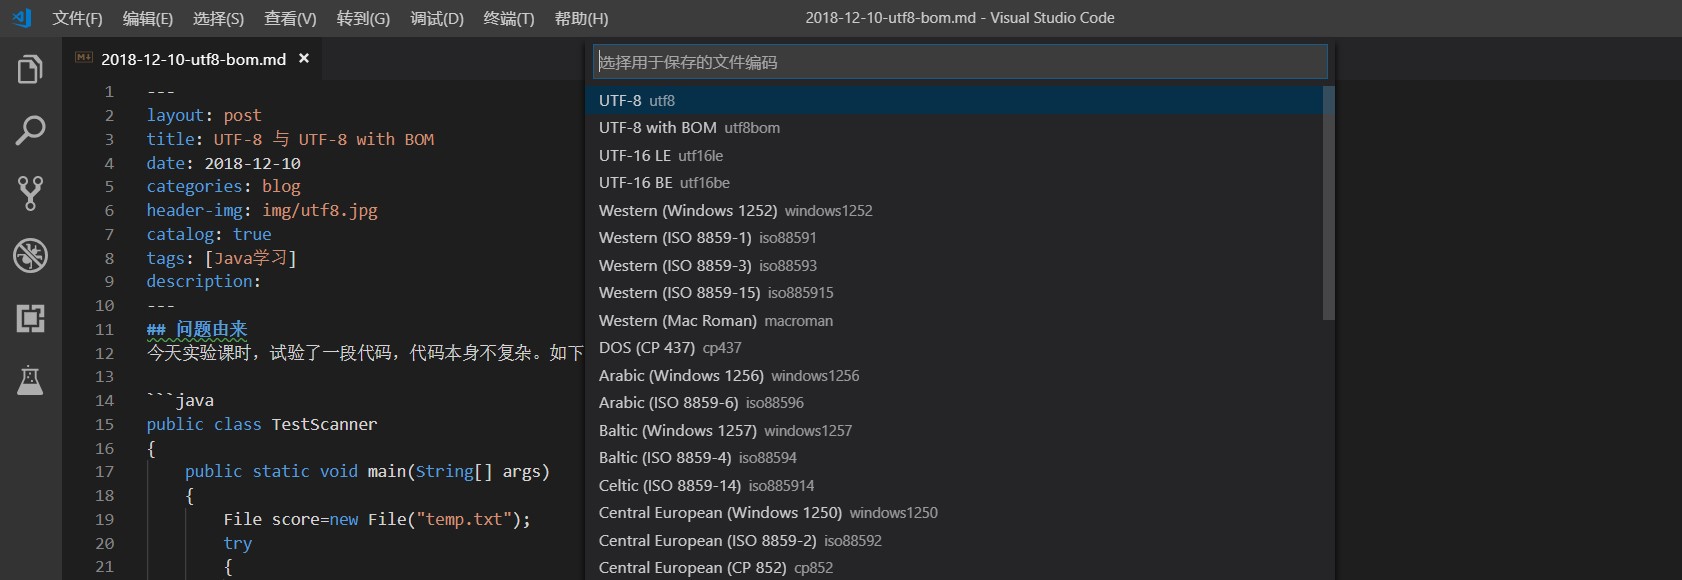 文件(F) 编辑(E) 选择(S) 查看(V) 转到(G) 调试(D) 终端(T) 帮助(H) 2018-12-10-utf8-bom.md - Visual Studio Code
2018-12-10-utf8-bom.md ×
1 ---
2 layout: post
3 title: UTF-8 与 UTF-8 with BOM
4 date: 2018-12-10
5 categories: blog
6 header-img: img/utf8.jpg
7 catalog: true
8 tags: [Java学习]
9 description:
10 ---
11 ## 问题由来
12 今天实验课时，试验了一段代码，代码本身不复杂。如下
13
14 ```java
15 public class TestScanner
16 {
17 public static void main(String[] args)
18 {
19 File score=new File("temp.txt");
20 try
21 {
选择用于保存的文件编码
UTF-8 utf8
UTF-8 with BOM utf8bom
UTF-16 LE utf16le
UTF-16 BE utf16be
Western (Windows 1252) windows1252
Western (ISO 8859-1) iso88591
Western (ISO 8859-3) iso88593
Western (ISO 8859-15) iso885915
Western (Mac Roman) macroman
DOS (CP 437) cp437
Arabic (Windows 1256) windows1256
Arabic (ISO 8859-6) iso88596
Baltic (Windows 1257) windows1257
Baltic (ISO 8859-4) iso88594
Celtic (ISO 8859-14) iso885914
Central European (Windows 1250) windows1250
Central European (ISO 8859-2) iso88592
Central European (CP 852) cp852